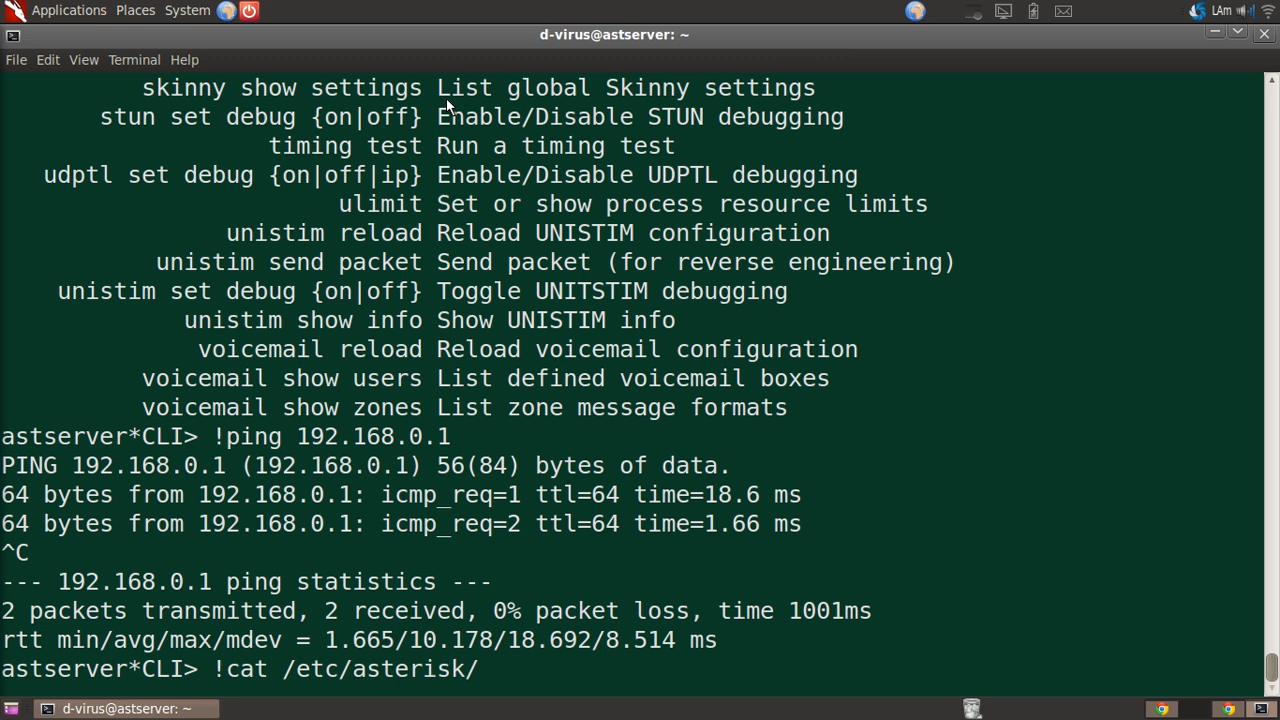 Applications Places System LAm
d-virus@astserver: ~
File Edit View Terminal Help
skinny show settings List global Skinny settings
stun set debug {on|off} Enable/Disable STUN debugging
timing test Run a timing test
udptl set debug {on|off|ip} Enable/Disable UDPTL debugging
ulimit Set or show process resource limits
unistim reload Reload UNISTIM configuration
unistim send packet Send packet (for reverse engineering)
unistim set debug {on|off} Toggle UNITSTIM debugging
unistim show info Show UNISTIM info
voicemail reload Reload voicemail configuration
voicemail show users List defined voicemail boxes
voicemail show zones List zone message formats
astserver*CLI> !ping 192.168.0.1
PING 192.168.0.1 (192.168.0.1) 56(84) bytes of data.
64 bytes from 192.168.0.1: icmp_req=1 ttl=64 time=18.6 ms
64 bytes from 192.168.0.1: icmp_req=2 ttl=64 time=1.66 ms
^C
--- 192.168.0.1 ping statistics ---
2 packets transmitted, 2 received, 0% packet loss, time 1001ms
rtt min/avg/max/mdev = 1.665/10.178/18.692/8.514 ms
astserver*CLI> !cat /etc/asterisk/
d-virus@astserver: ~